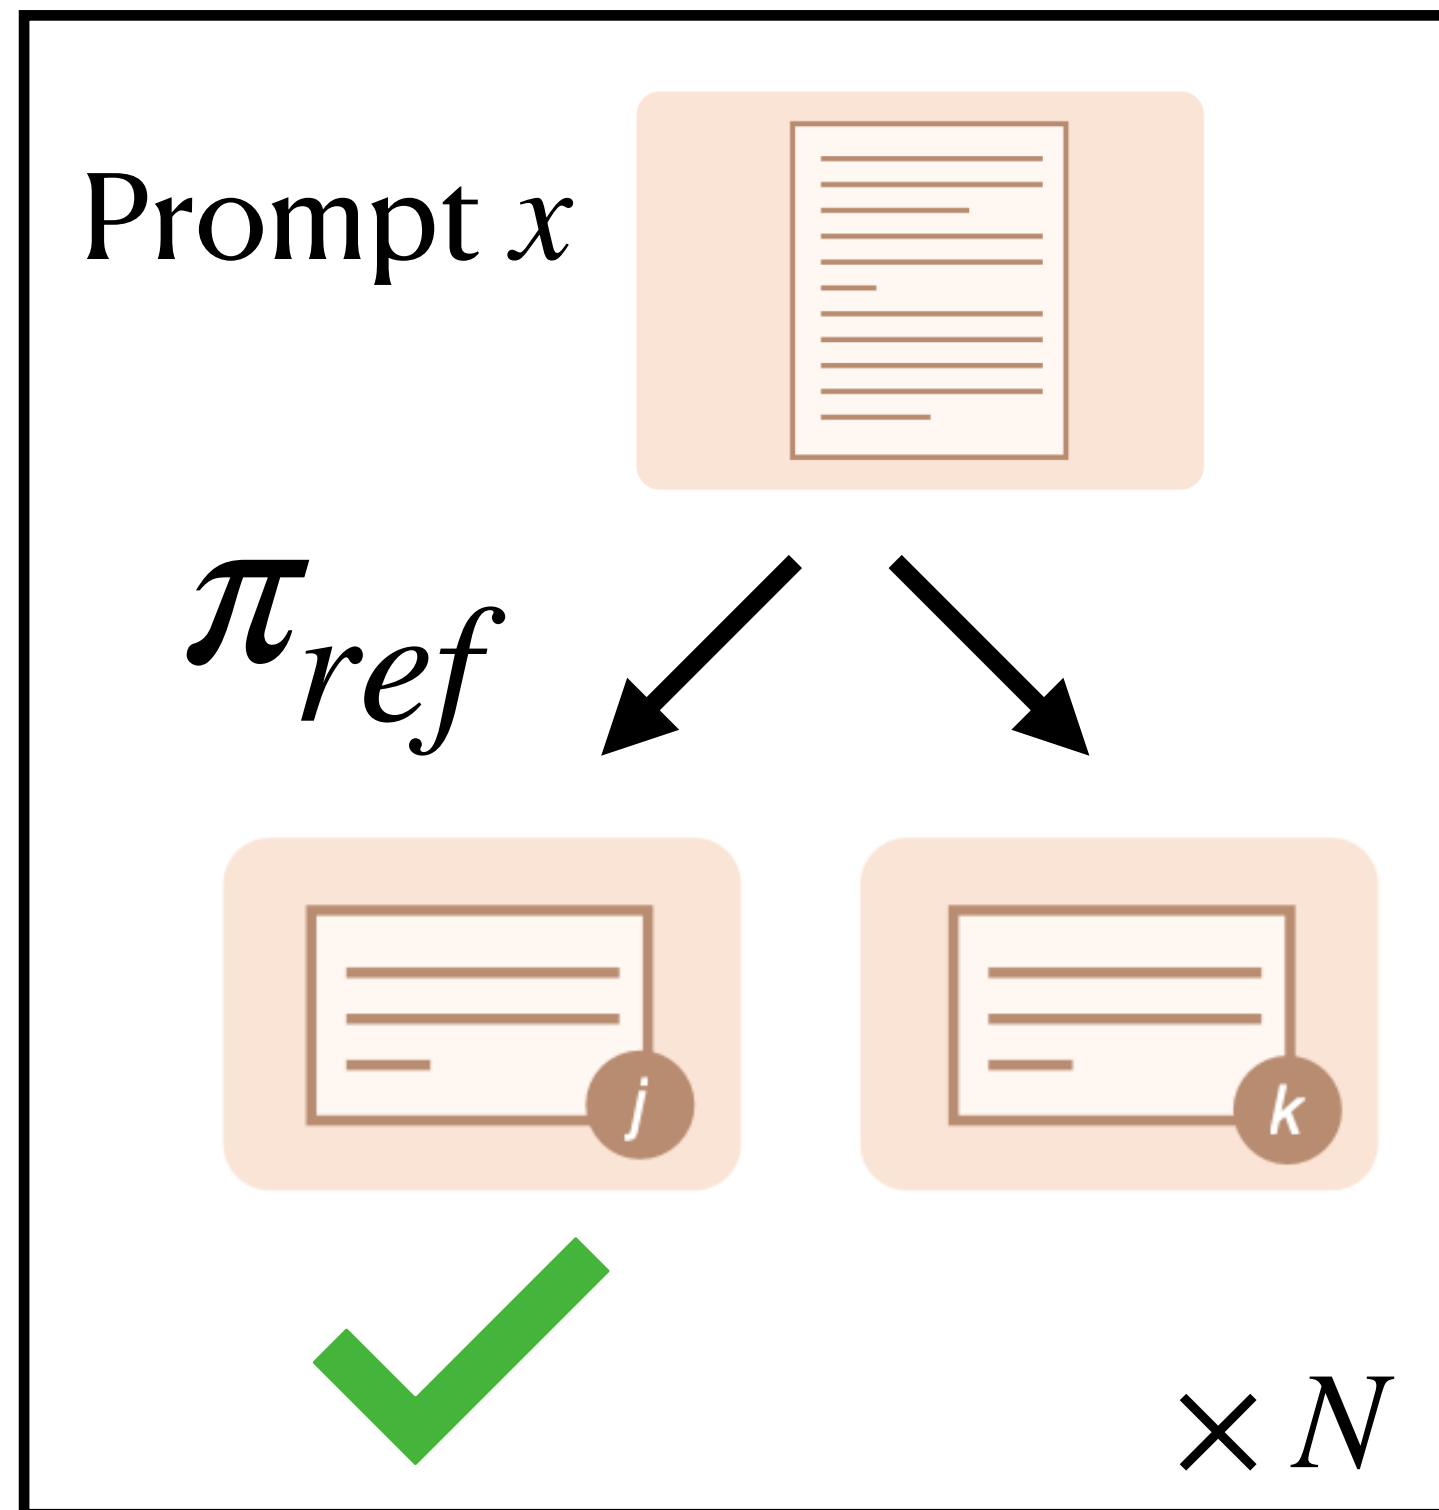 Prompt x
π_ref
j
k
× N